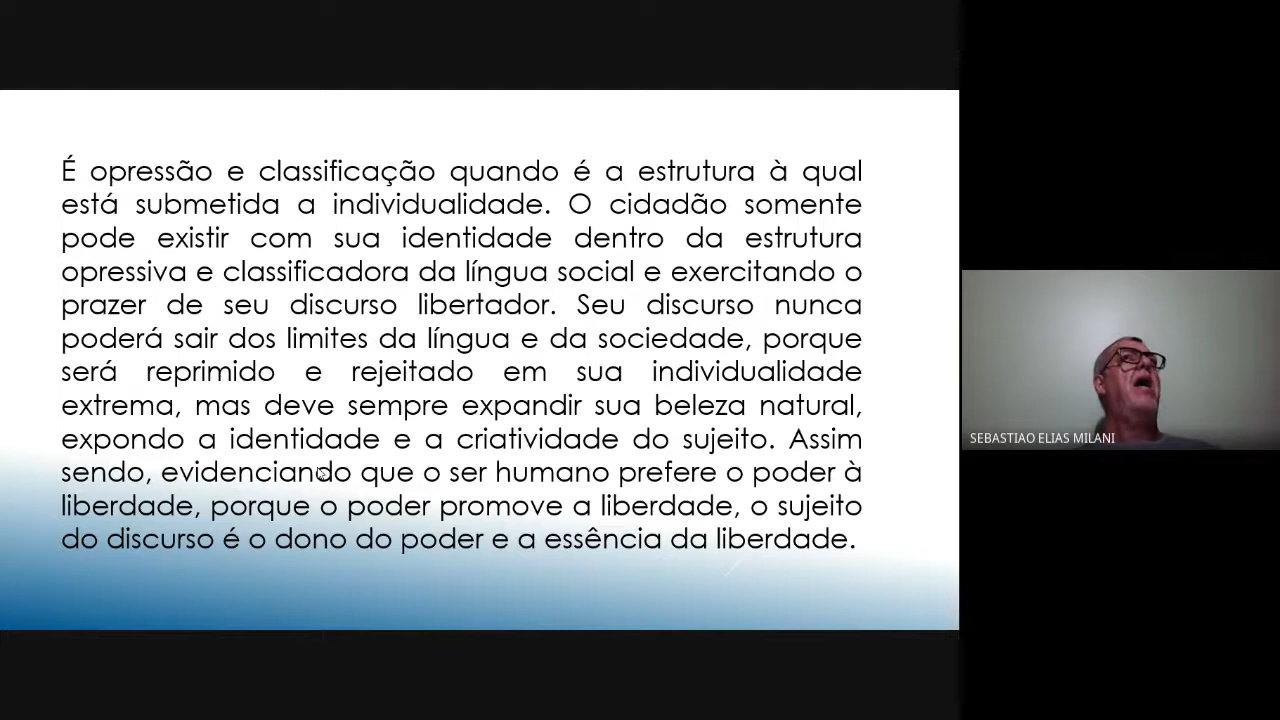 É opressão e classificação quando é a estrutura à qual
está submetida a individualidade. O cidadão somente
pode existir com sua identidade dentro da estrutura
opressiva e classificadora da língua social e exercitando o
prazer de seu discurso libertador. Seu discurso nunca
poderá sair dos limites da língua e da sociedade, porque
será reprimido e rejeitado em sua individualidade
extrema, mas deve sempre expandir sua beleza natural,
expondo a identidade e a criatividade do sujeito. Assim
sendo, evidenciando que o ser humano prefere o poder à
liberdade, porque o poder promove a liberdade, o sujeito
do discurso é o dono do poder e a essência da liberdade.
SEBASTIAO ELIAS MILANI